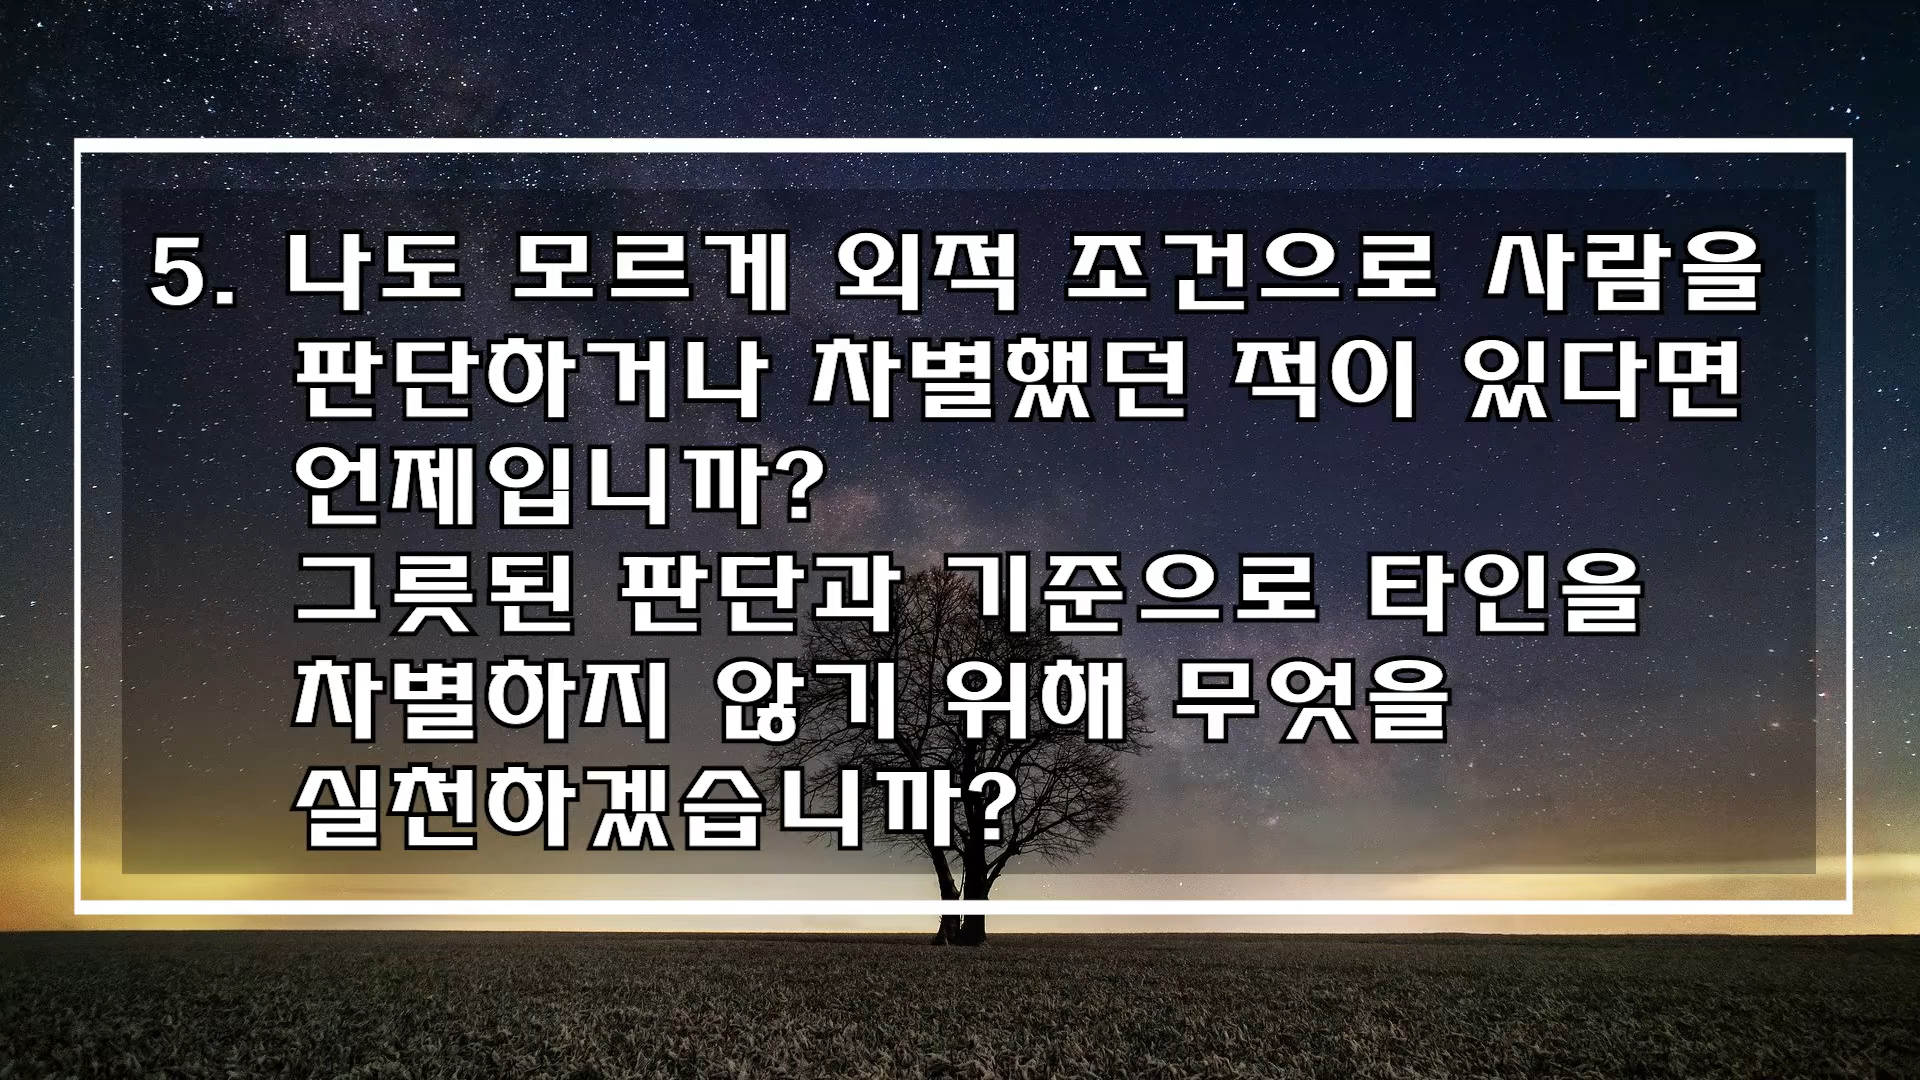 5. 나도 모르게 외적 조건으로 사람을
판단하거나 차별했던 적이 있다면
언제입니까?
그릇된 판단과 기준으로 타인을
차별하지 않기 위해 무엇을
실천하겠습니까?